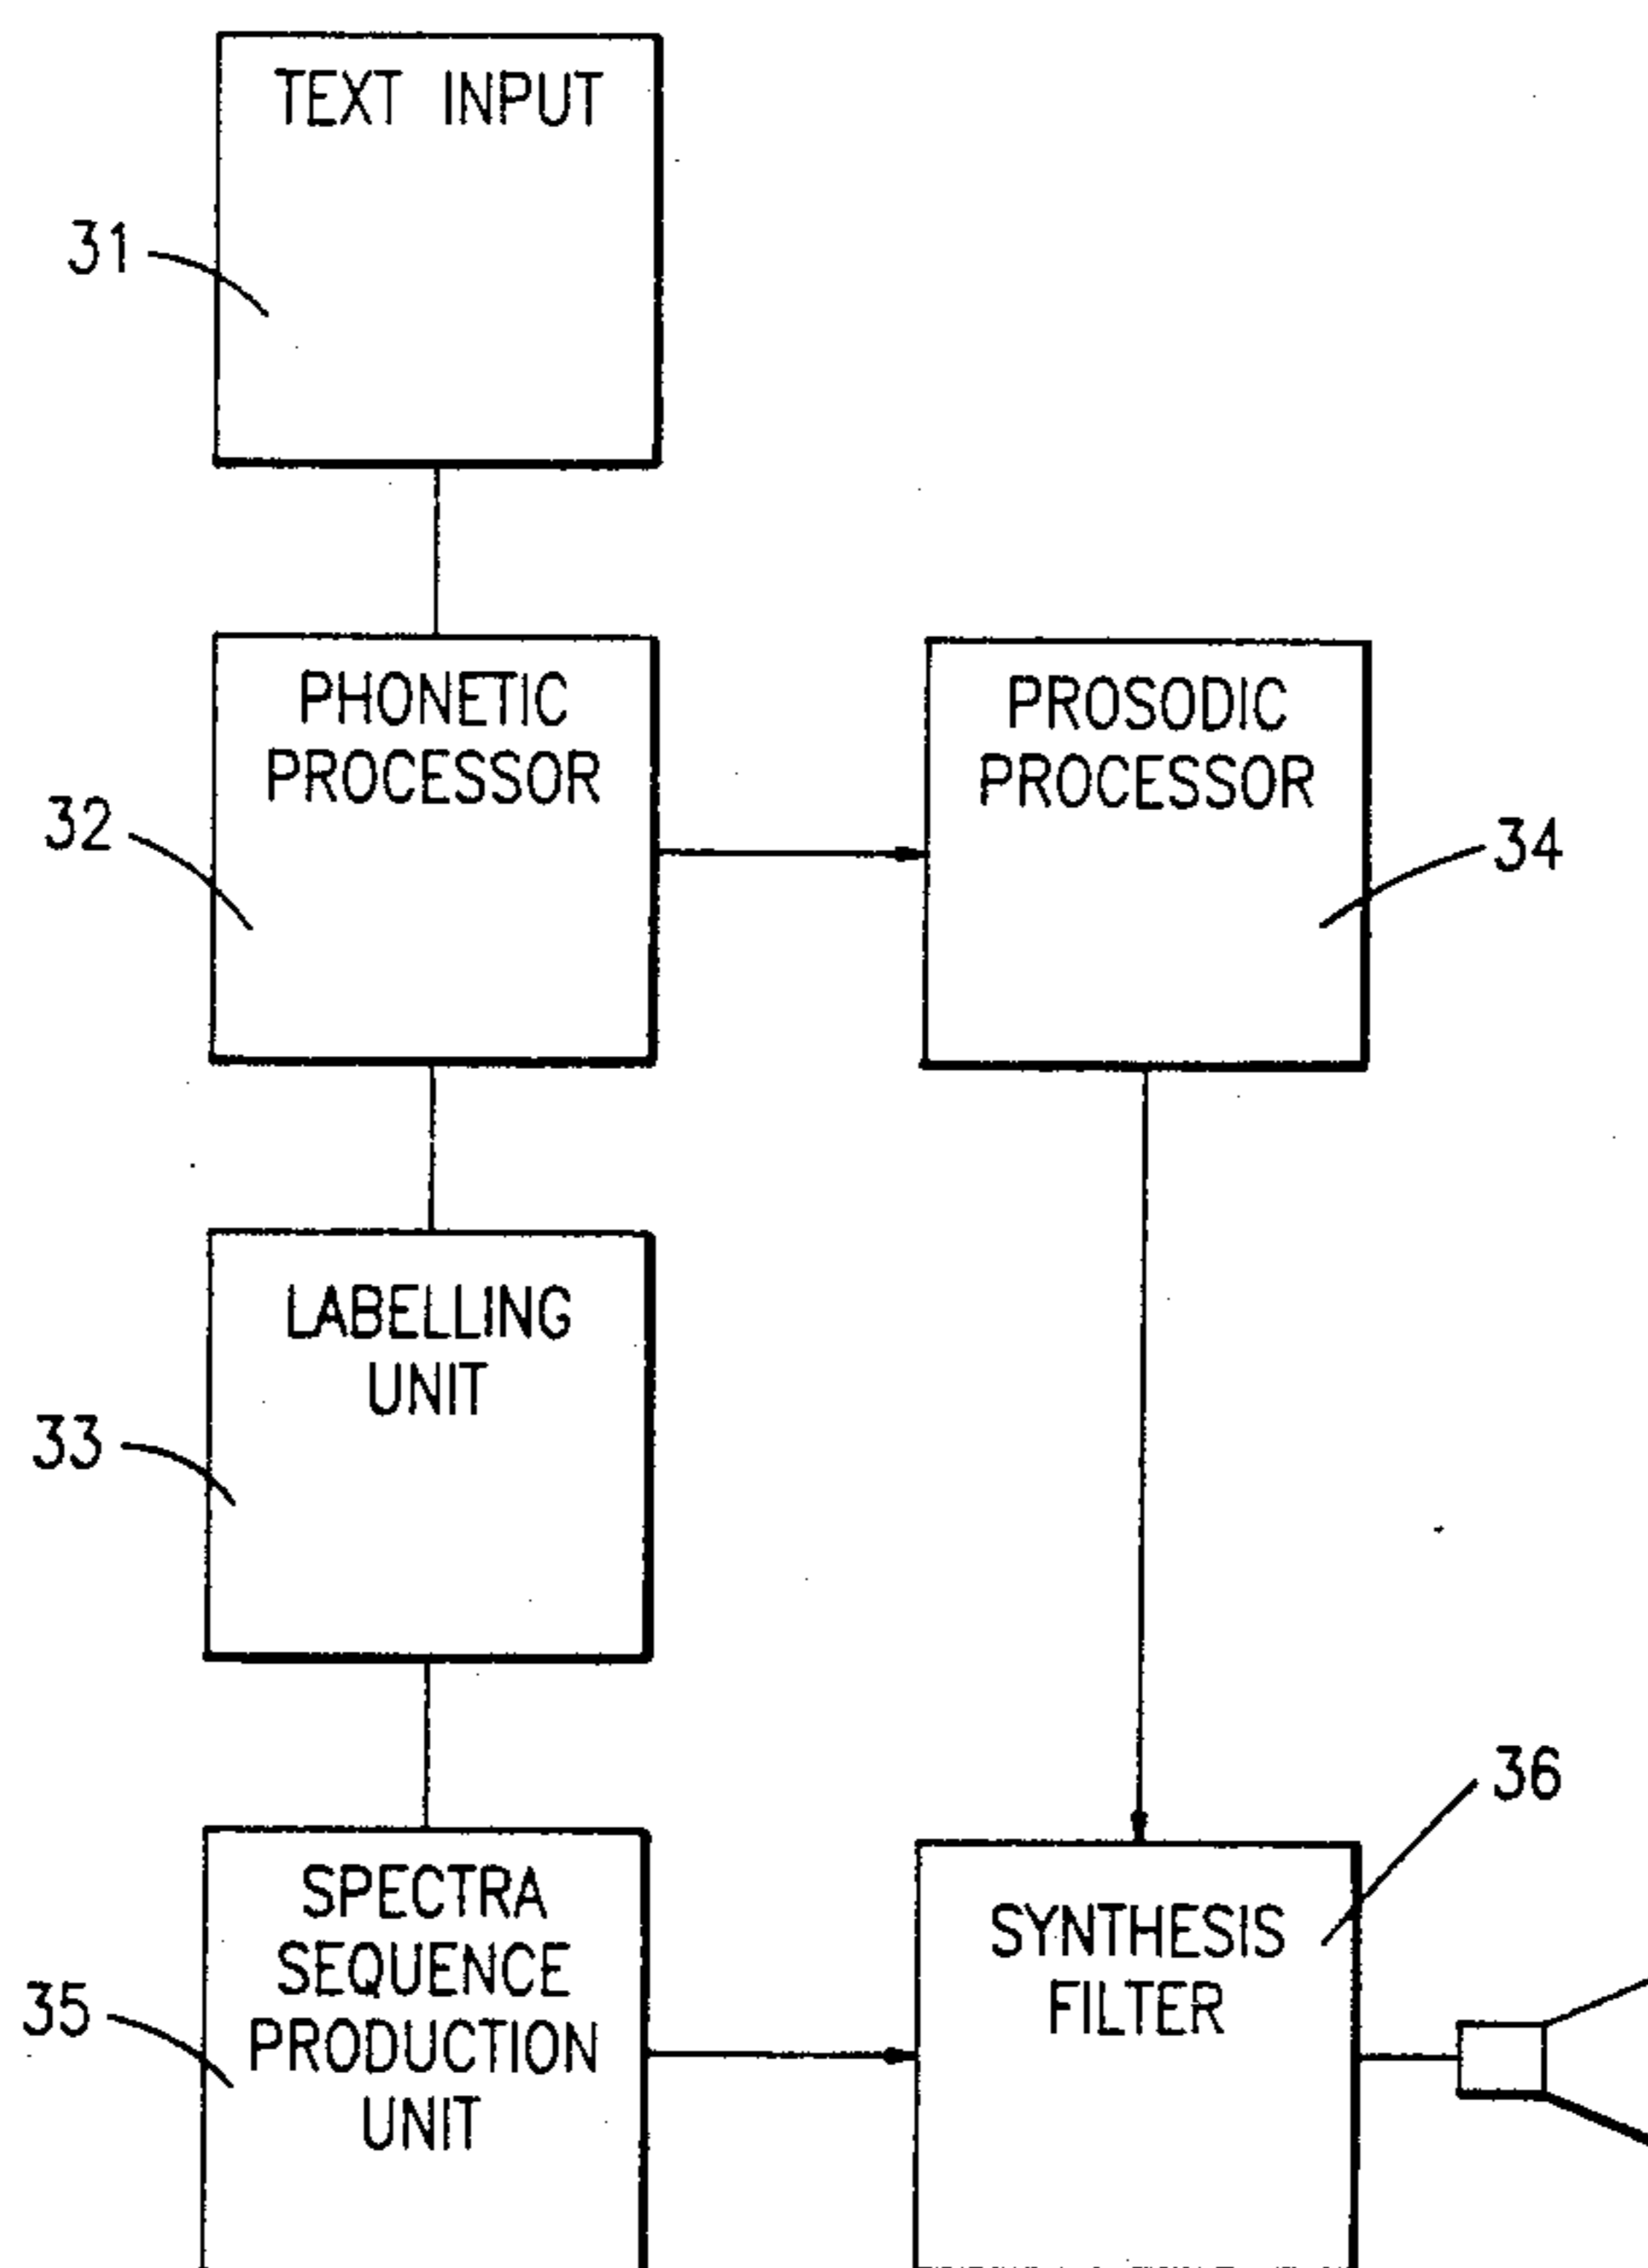 TEXT INPUT
31
PHONETIC
PROCESSOR
32
PROSODIC
PROCESSOR
34
LABELLING
UNIT
33
SPECTRA
SEQUENCE
PRODUCTION
UNIT
35
SYNTHESIS
FILTER
36